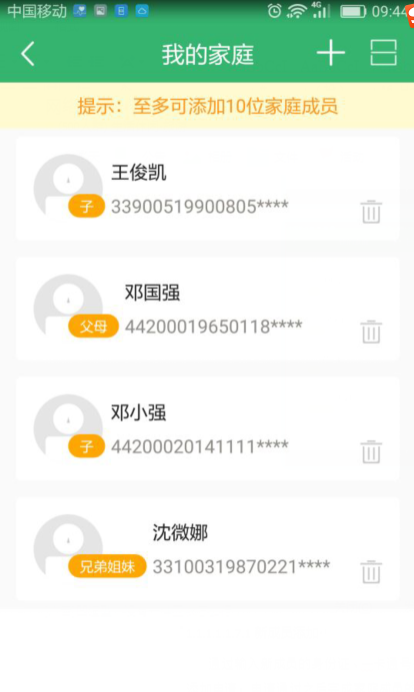 中国移动 4G 09:44
我的家庭
提示：至多可添加10位家庭成员
王俊凯
子 33900519900805****
邓国强
父母 44200019650118****
邓小强
子 44200020141111****
沈微娜
兄弟姐妹 33100319870221****